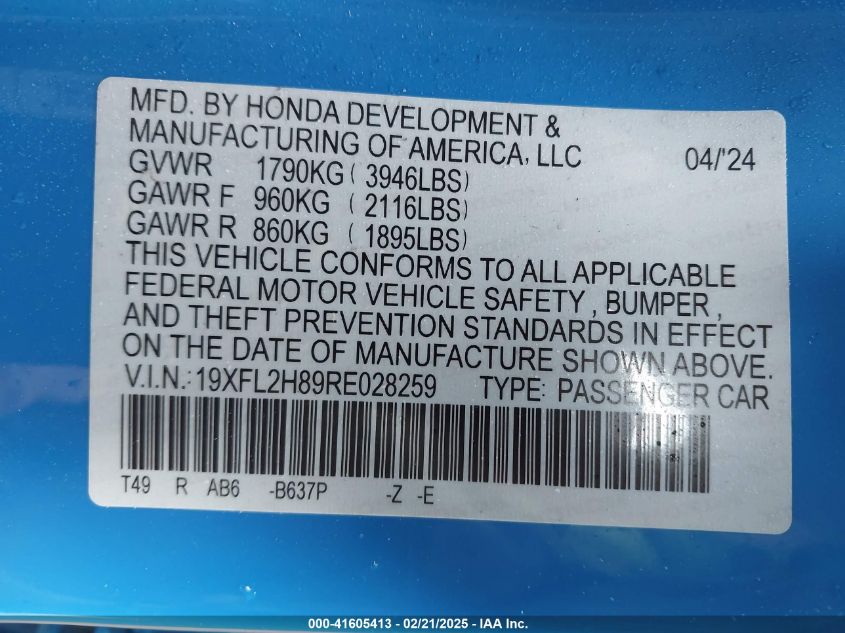 MFD. BY HONDA DEVELOPMENT &
MANUFACTURING OF AMERICA, LLC 04/'24
GVWR 1790KG ( 3946LBS)
GAWR F 960KG ( 2116LBS)
GAWR R 860KG ( 1895LBS)
THIS VEHICLE CONFORMS TO ALL APPLICABLE
FEDERAL MOTOR VEHICLE SAFETY , BUMPER ,
AND THEFT PREVENTION STANDARDS IN EFFECT
ON THE DATE OF MANUFACTURE SHOWN ABOVE.
V.I.N.: 19XFL2H89RE028259 TYPE: PASSENGER CAR
T49 R AB6 -B637P -Z -E
000-41605413 - 02/21/2025 - IAA Inc.